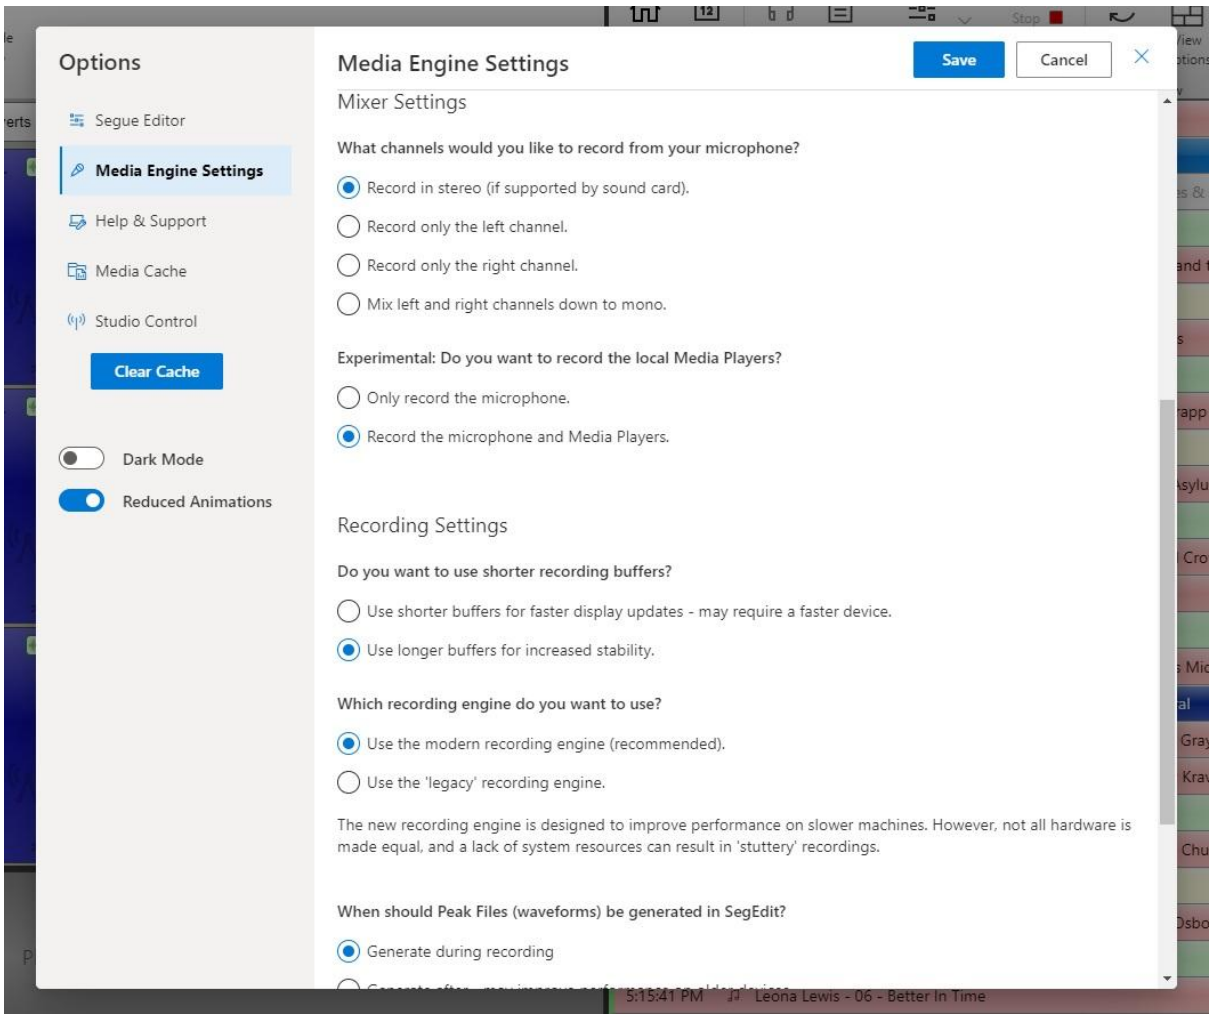 12
Stop
View
Options
Media Engine Settings
Save
Cancel
Options
Segue Editor
Media Engine Settings
Help & Support
Media Cache
Studio Control
Clear Cache
Dark Mode
Reduced Animations
Mixer Settings
What channels would you like to record from your microphone?
Record in stereo (if supported by sound card).
Record only the left channel.
Record only the right channel.
Mix left and right channels down to mono.
Experimental: Do you want to record the local Media Players?
Only record the microphone.
Record the microphone and Media Players.
Recording Settings
Do you want to use shorter recording buffers?
Use shorter buffers for faster display updates - may require a faster device.
Use longer buffers for increased stability.
Which recording engine do you want to use?
Use the modern recording engine (recommended).
Use the 'legacy' recording engine.
The new recording engine is designed to improve performance on slower machines. However, not all hardware is
made equal, and a lack of system resources can result in 'stuttery' recordings.
When should Peak Files (waveforms) be generated in SegEdit?
Generate during recording
Generate after - may improve performance on older devices
5:15:41 PM Leona Lewis - 06 - Better In Time